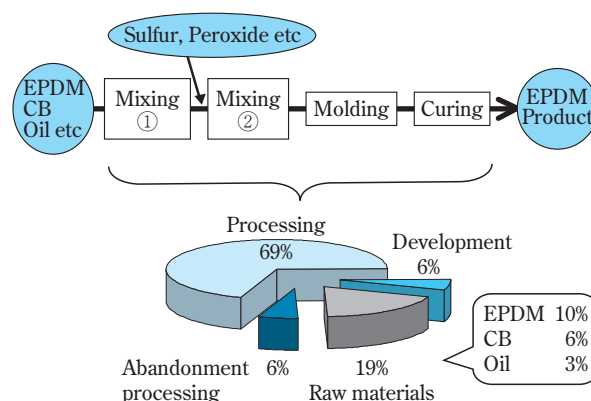 Sulfur, Peroxide etc
EPDM
CB
Oil etc
Mixing
①
Mixing
②
Molding
Curing
EPDM
Product
Processing
69%
Development
6%
EPDM 10%
CB 6%
Oil 3%
Abandonment
processing
6%
19%
Raw materials